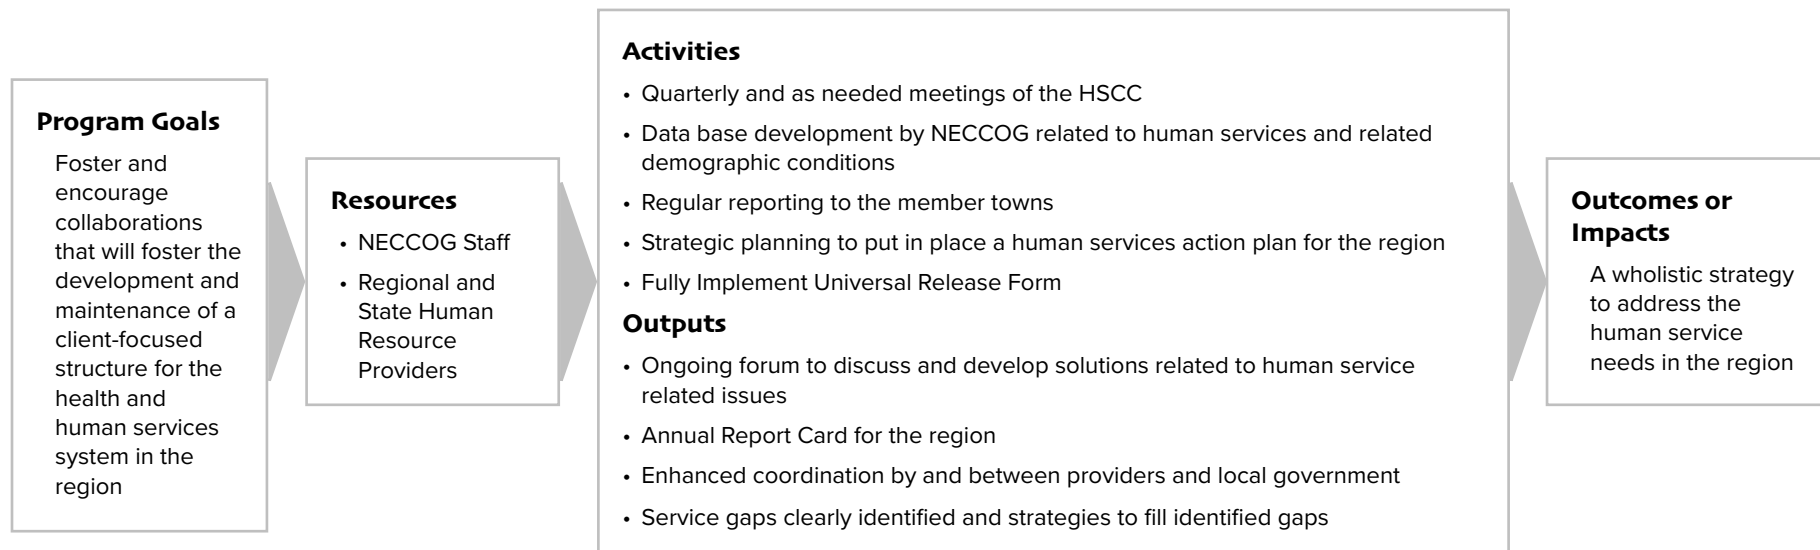 Program Goals
Foster and
encourage
collaborations
that will foster the
development and
maintenance of a
client-focused
structure for the
health and
human services
system in the
region
Resources
• NECCOG Staff
• Regional and
State Human
Resource
Providers
Activities
• Quarterly and as needed meetings of the HSCC
• Data base development by NECCOG related to human services and related
demographic conditions
• Regular reporting to the member towns
• Strategic planning to put in place a human services action plan for the region
• Fully Implement Universal Release Form
Outputs
• Ongoing forum to discuss and develop solutions related to human service
related issues
• Annual Report Card for the region
• Enhanced coordination by and between providers and local government
• Service gaps clearly identified and strategies to fill identified gaps
Outcomes or
Impacts
A wholistic strategy
to address the
human service
needs in the region